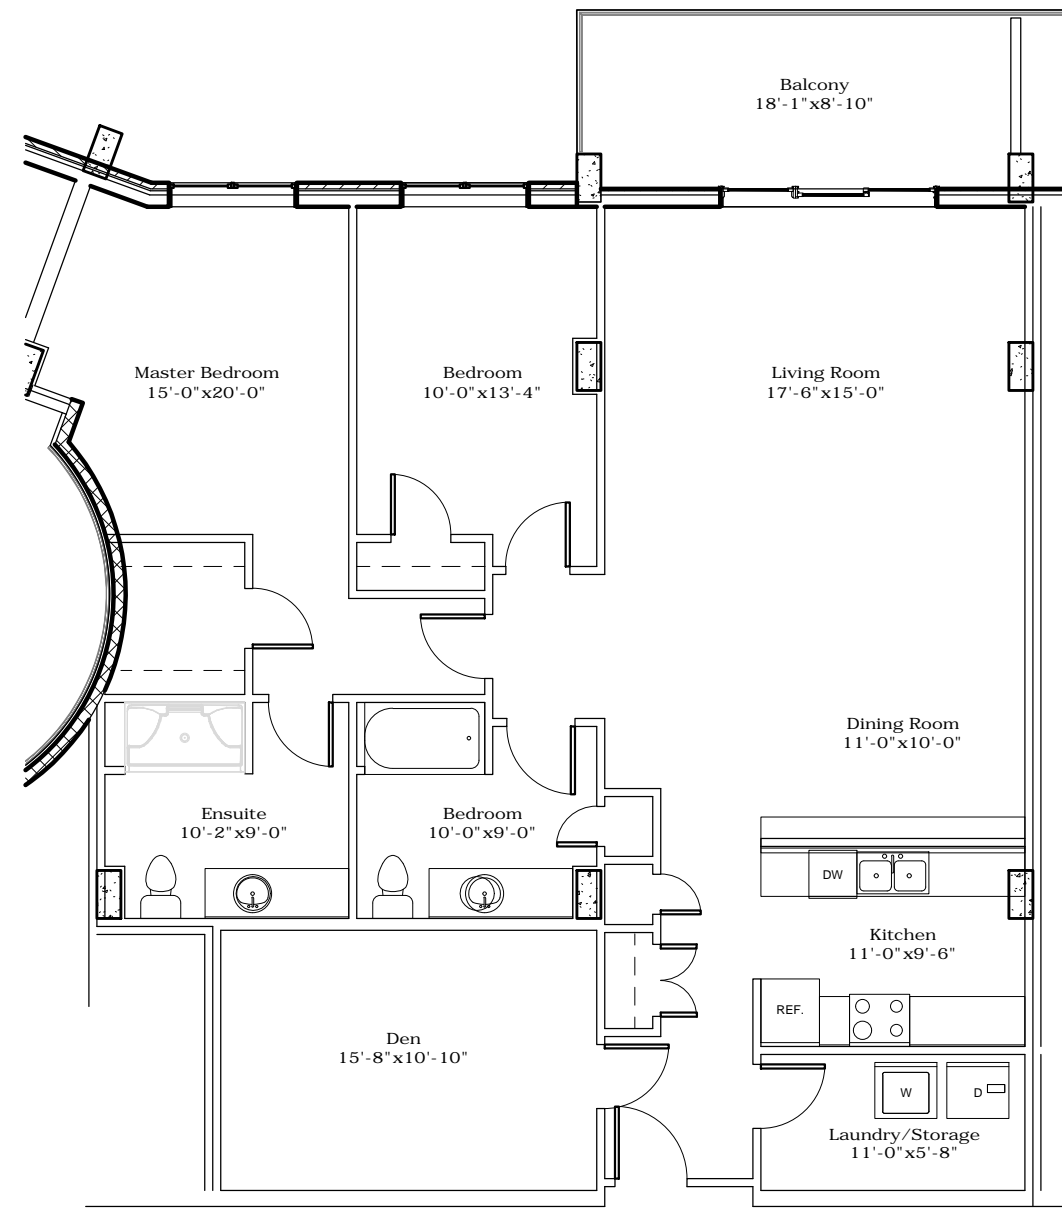 Balcony
18'-1"x8'-10"
Master Bedroom
15'-0"x20'-0"
Bedroom
10'-0"x13'-4"
Living Room
17'-6"x15'-0"
Dining Room
11'-0"x10'-0"
Ensuite
10'-2"x9'-0"
Bedroom
10'-0"x9'-0"
DW
Kitchen
11'-0"x9'-6"
REF.
Den
15'-8"x10'-10"
W
D
Laundry/Storage
11'-0"x5'-8"